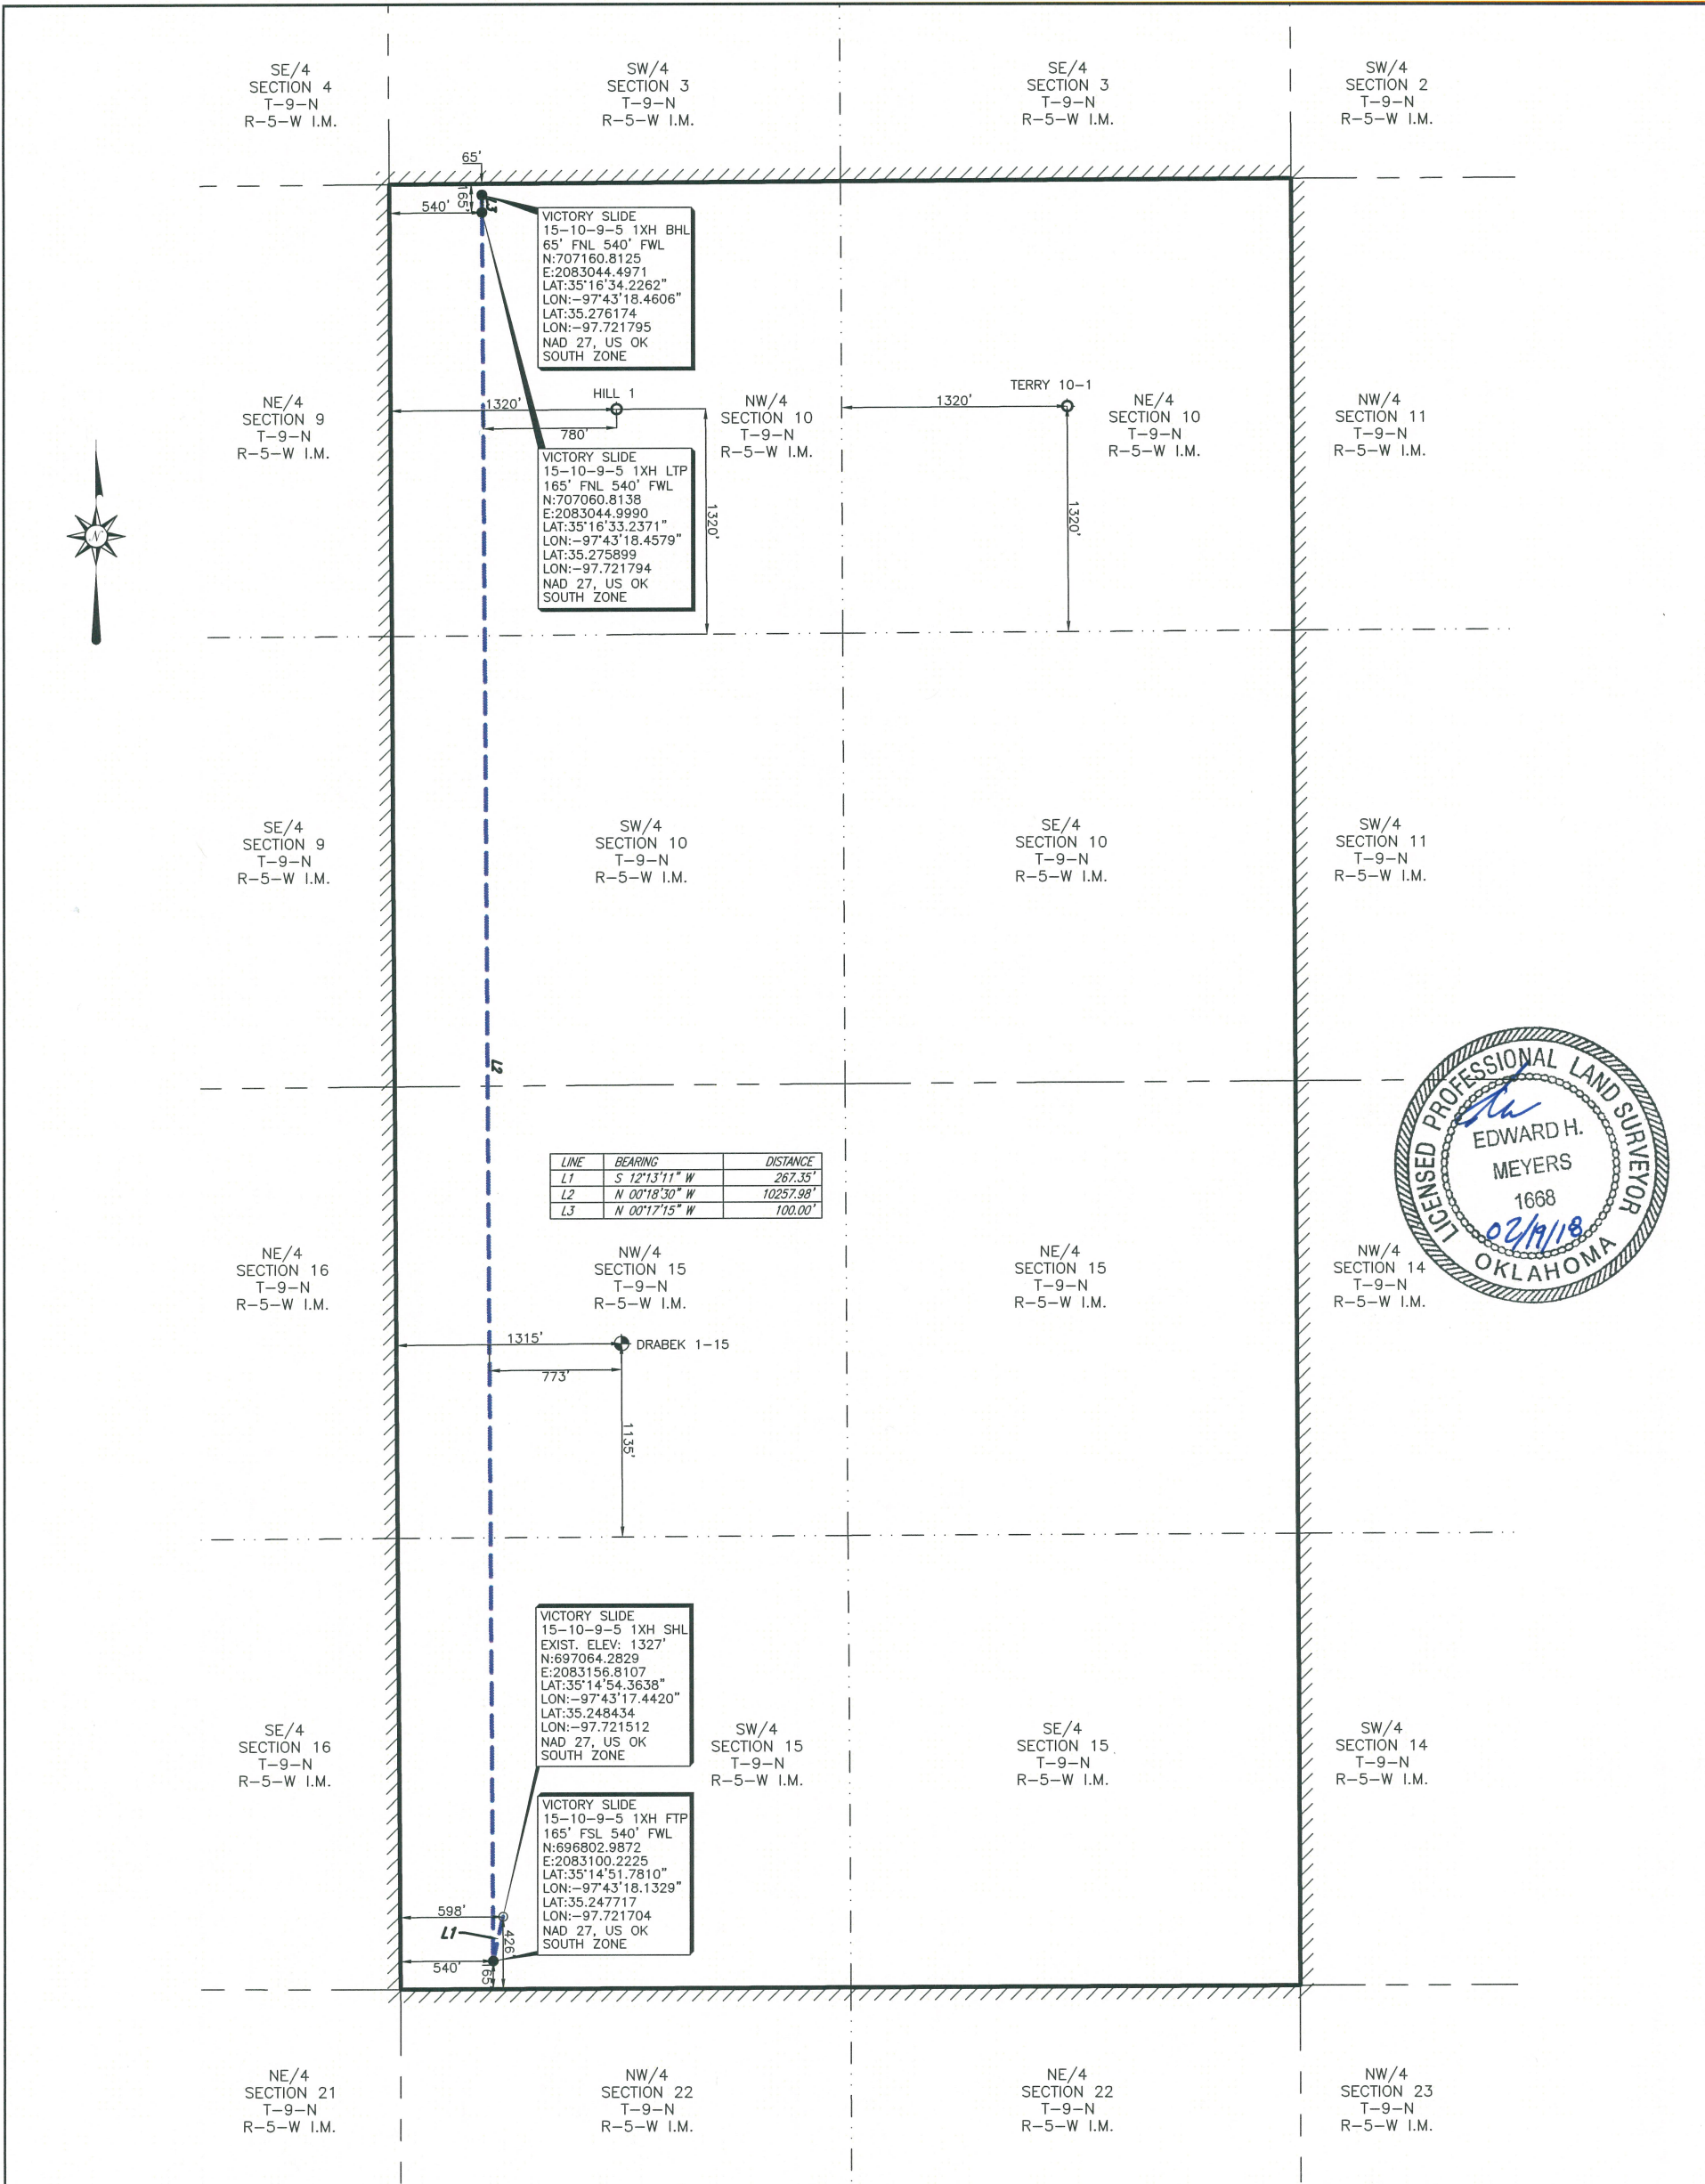 SE/4
SECTION 4
T-9-N
R-5-W I.M.
SW/4
SECTION 3
T-9-N
R-5-W I.M.
SE/4
SECTION 3
T-9-N
R-5-W I.M.
SW/4
SECTION 2
T-9-N
R-5-W I.M.
65'
165'
L3
540'
VICTORY SLIDE
15-10-9-5 1XH BHL
65' FNL 540' FWL
N:707160.8125
E:2083044.4971
LAT:35°16'34.2262"
LON:-97°43'18.4606"
LAT:35.276174
LON:-97.721795
NAD 27, US OK
SOUTH ZONE
NE/4
SECTION 9
T-9-N
R-5-W I.M.
1320'
HILL 1
780'
NW/4
SECTION 10
T-9-N
R-5-W I.M.
1320'
1320'
TERRY 10-1
1320'
NE/4
SECTION 10
T-9-N
R-5-W I.M.
NW/4
SECTION 11
T-9-N
R-5-W I.M.
VICTORY SLIDE
15-10-9-5 1XH LTP
165' FNL 540' FWL
N:707060.8138
E:2083044.9990
LAT:35°16'33.2371"
LON:-97°43'18.4579"
LAT:35.275899
LON:-97.721794
NAD 27, US OK
SOUTH ZONE
N
SE/4
SECTION 9
T-9-N
R-5-W I.M.
SW/4
SECTION 10
T-9-N
R-5-W I.M.
SE/4
SECTION 10
T-9-N
R-5-W I.M.
SW/4
SECTION 11
T-9-N
R-5-W I.M.
L2
LINE BEARING DISTANCE
L1 S 12°13'11" W 267.35'
L2 N 00°18'30" W 10257.98'
L3 N 00°17'15" W 100.00'
LICENSED PROFESSIONAL LAND SURVEYOR
EDWARD H.
MEYERS
1668
02/19/18
OKLAHOMA
NE/4
SECTION 16
T-9-N
R-5-W I.M.
NW/4
SECTION 15
T-9-N
R-5-W I.M.
NE/4
SECTION 15
T-9-N
R-5-W I.M.
NW/4
SECTION 14
T-9-N
R-5-W I.M.
1315'
DRABEK 1-15
773'
1135'
VICTORY SLIDE
15-10-9-5 1XH SHL
EXIST. ELEV: 1327'
N:697064.2829
E:2083156.8107
LAT:35°14'54.3638"
LON:-97°43'17.4420"
LAT:35.248434
LON:-97.721512
NAD 27, US OK
SOUTH ZONE
SE/4
SECTION 16
T-9-N
R-5-W I.M.
SW/4
SECTION 15
T-9-N
R-5-W I.M.
SE/4
SECTION 15
T-9-N
R-5-W I.M.
SW/4
SECTION 14
T-9-N
R-5-W I.M.
VICTORY SLIDE
15-10-9-5 1XH FTP
165' FSL 540' FWL
N:696802.9872
E:2083100.2225
LAT:35°14'51.7810"
LON:-97°43'18.1329"
LAT:35.247717
LON:-97.721704
NAD 27, US OK
SOUTH ZONE
598'
L1
426'
540'
165'
NE/4
SECTION 21
T-9-N
R-5-W I.M.
NW/4
SECTION 22
T-9-N
R-5-W I.M.
NE/4
SECTION 22
T-9-N
R-5-W I.M.
NW/4
SECTION 23
T-9-N
R-5-W I.M.